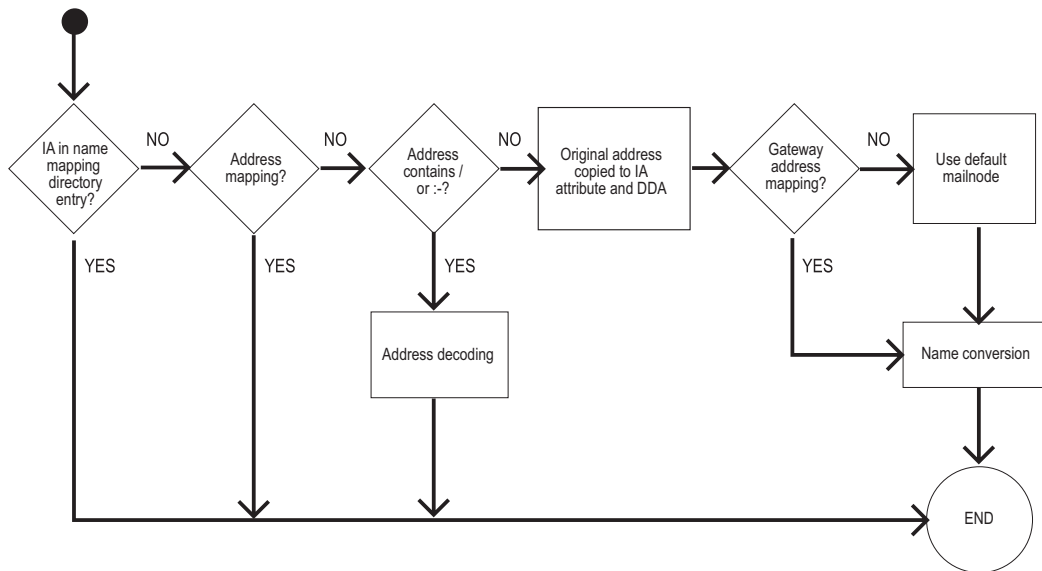 IA in name
mapping
directory
entry?
NO
YES
Address
mapping?
NO
YES
Address
contains /
or :-?
NO
YES
Address decoding
Original address
copied to IA
attribute and DDA
Gateway
address
mapping?
NO
YES
Use default
mailnode
Name conversion
END